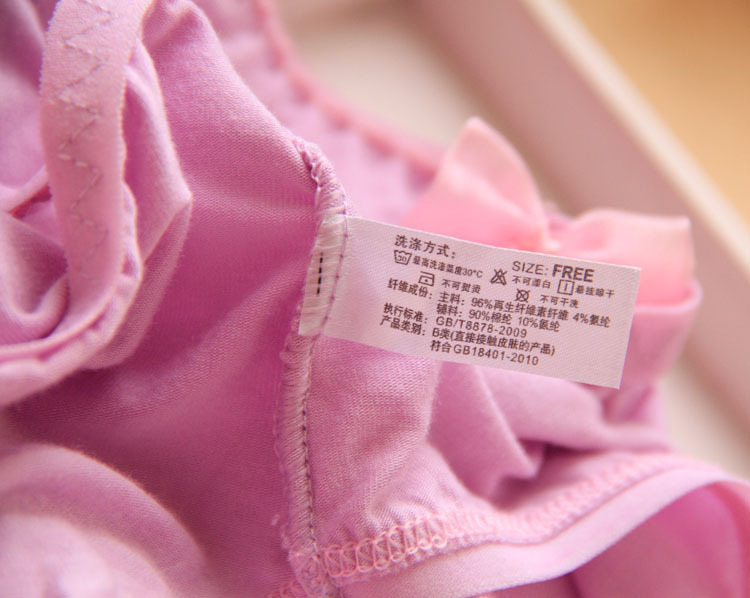 洗涤方式: SIZE: FREE
30 最高洗涤温度30℃ 不可漂白 悬挂晾干
不可熨烫 不可干洗
纤维成份: 主料: 96%再生纤维素纤维 4%氨纶
辅料: 90%棉纶 10%氨纶
执行标准: GB/T8878-2009
产品类别: B类(直接接触皮肤的产品)
符合GB18401-2010